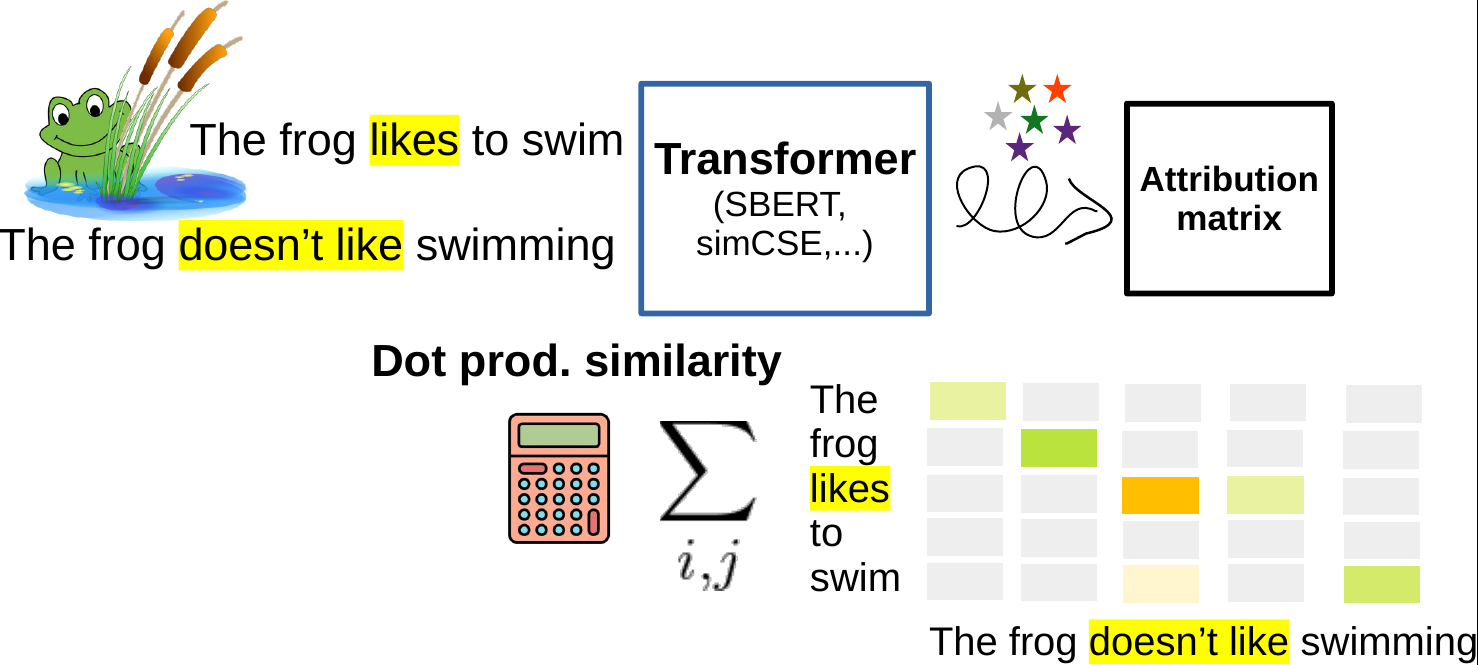 The frog likes to swim
The frog doesn’t like swimming
Transformer
(SBERT,
simCSE,...)
Attribution
matrix
Dot prod. similarity
∑
i,j
The
frog
likes
to
swim
The frog doesn’t like swimming